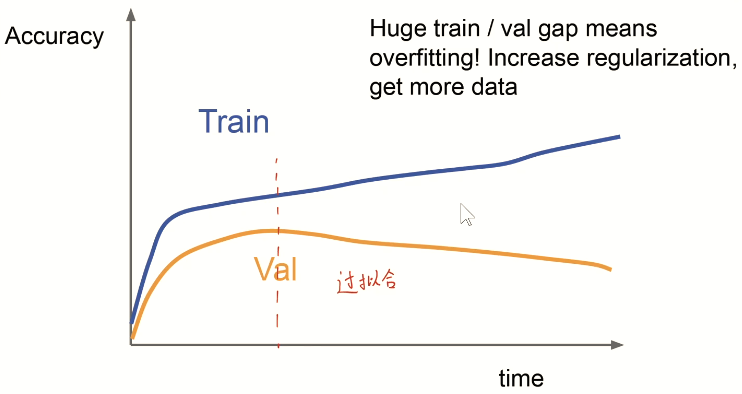 Accuracy
Huge train / val gap means
overfitting! Increase regularization,
get more data
Train
Val
过拟合
time